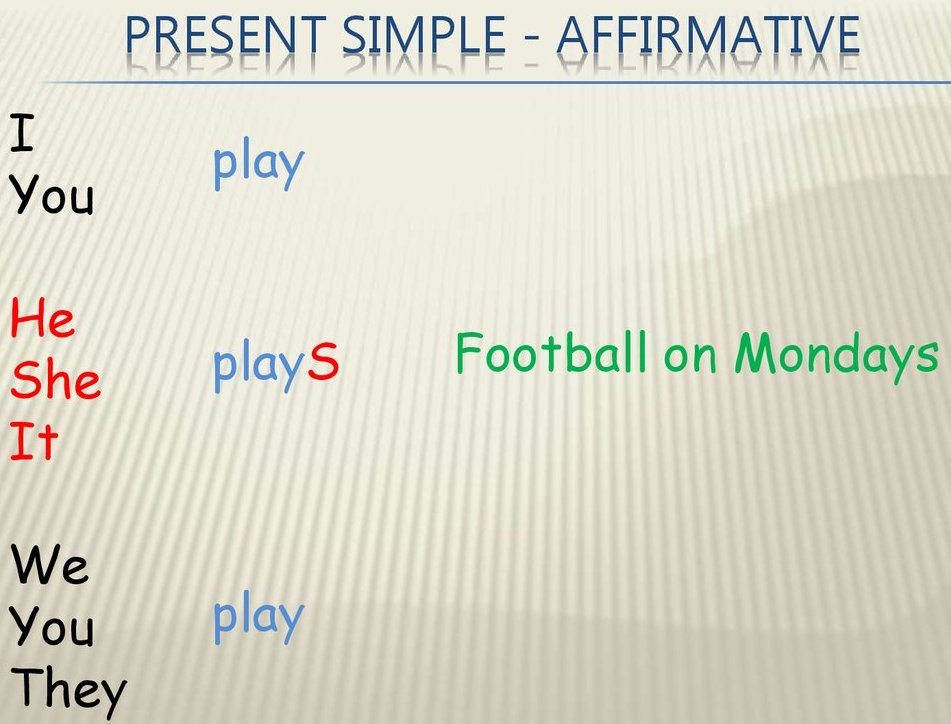 PRESENT SIMPLE - AFFIRMATIVE
I
You
play
He
She
It
playS
Football on Mondays
We
You
They
play